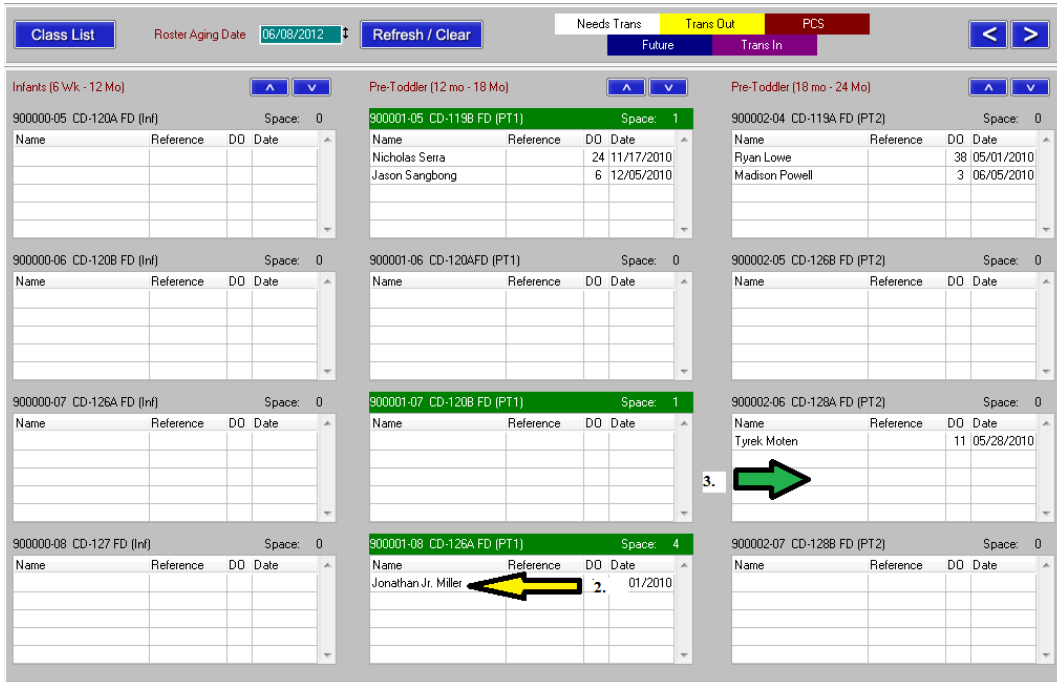 Class List Roster Aging Date 06/08/2012 Refresh / Clear Needs Trans Trans Out PCS < >
Future Trans In
Infants (6 Wk - 12 Mo) ^ v
900000-05 CD-120A FD (Inf) Space: 0
Name Reference DO Date
900000-06 CD-120B FD (Inf) Space: 0
Name Reference DO Date
900000-07 CD-126A FD (Inf) Space: 0
Name Reference DO Date
900000-08 CD-127 FD (Inf) Space: 0
Name Reference DO Date
Pre-Toddler (12 mo - 18 Mo) ^ v
900001-05 CD-119B FD (PT1) Space: 1
Name Reference DO Date
Nicholas Serra 24 11/17/2010
Jason Sangbong 6 12/05/2010
900001-06 CD-120AFD (PT1) Space: 0
Name Reference DO Date
900001-07 CD-120B FD (PT1) Space: 1
Name Reference DO Date
900001-08 CD-126A FD (PT1) Space: 4
Name Reference DO Date
Jonathan Jr. Miller 2. 01/2010
Pre-Toddler (18 mo - 24 Mo) ^ v
900002-04 CD-119A FD (PT2) Space: 0
Name Reference DO Date
Ryan Lowe 38 05/01/2010
Madison Powell 3 06/05/2010
900002-05 CD-126B FD (PT2) Space: 0
Name Reference DO Date
900002-06 CD-128A FD (PT2) Space: 0
Name Reference DO Date
Tyrek Moten 11 05/28/2010
3.
900002-07 CD-128B FD (PT2) Space: 0
Name Reference DO Date